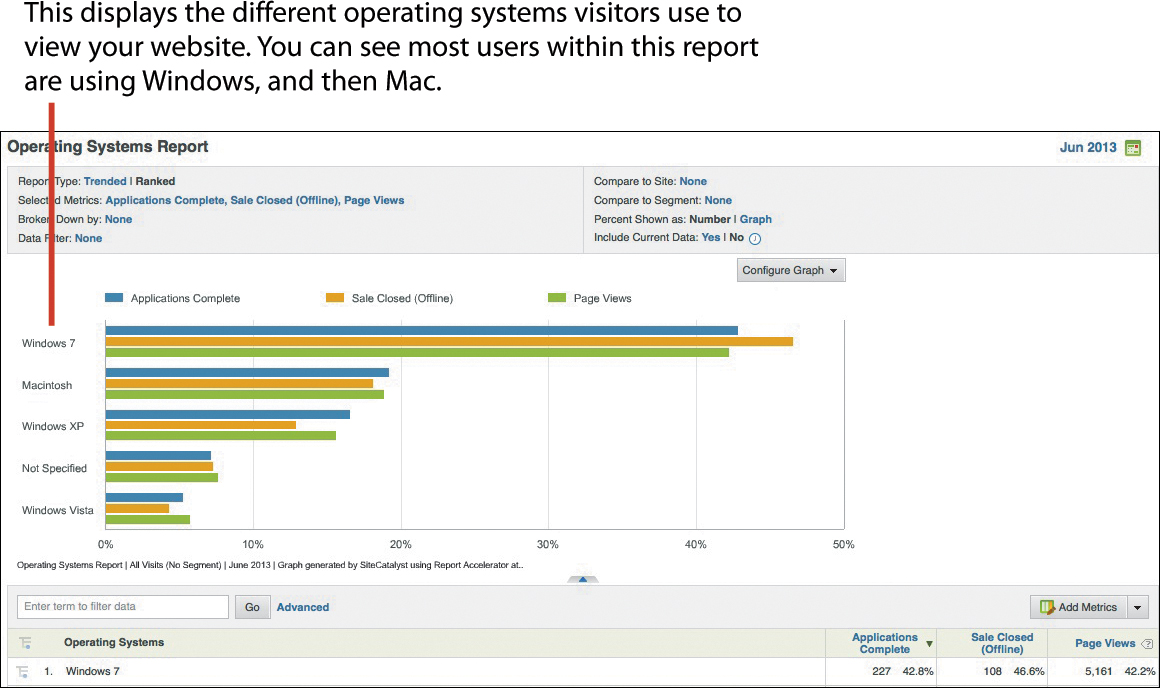 This displays the different operating systems visitors use to
view your website. You can see most users within this report
are using Windows, and then Mac.
Operating Systems Report
Jun 2013
Report Type: Trended | Ranked
Compare to Site: None
Selected Metrics: Applications Complete, Sale Closed (Offline), Page Views
Compare to Segment: None
Broken Down by: None
Percent Shown as: Number | Graph
Data Filter: None
Include Current Data: Yes | No i
Configure Graph
Applications Complete
Sale Closed (Offline)
Page Views
Windows 7
Macintosh
Windows XP
Not Specified
Windows Vista
0% 10% 20% 30% 40% 50%
Operating Systems Report | All Visits (No Segment) | June 2013 | Graph generated by SiteCatalyst using Report Accelerator at..
Enter term to filter data Go Advanced Add Metrics
Operating Systems
Applications
Complete
Sale Closed
(Offline)
Page Views ?
1. Windows 7 227 42.8% 108 46.6% 5,161 42.2%